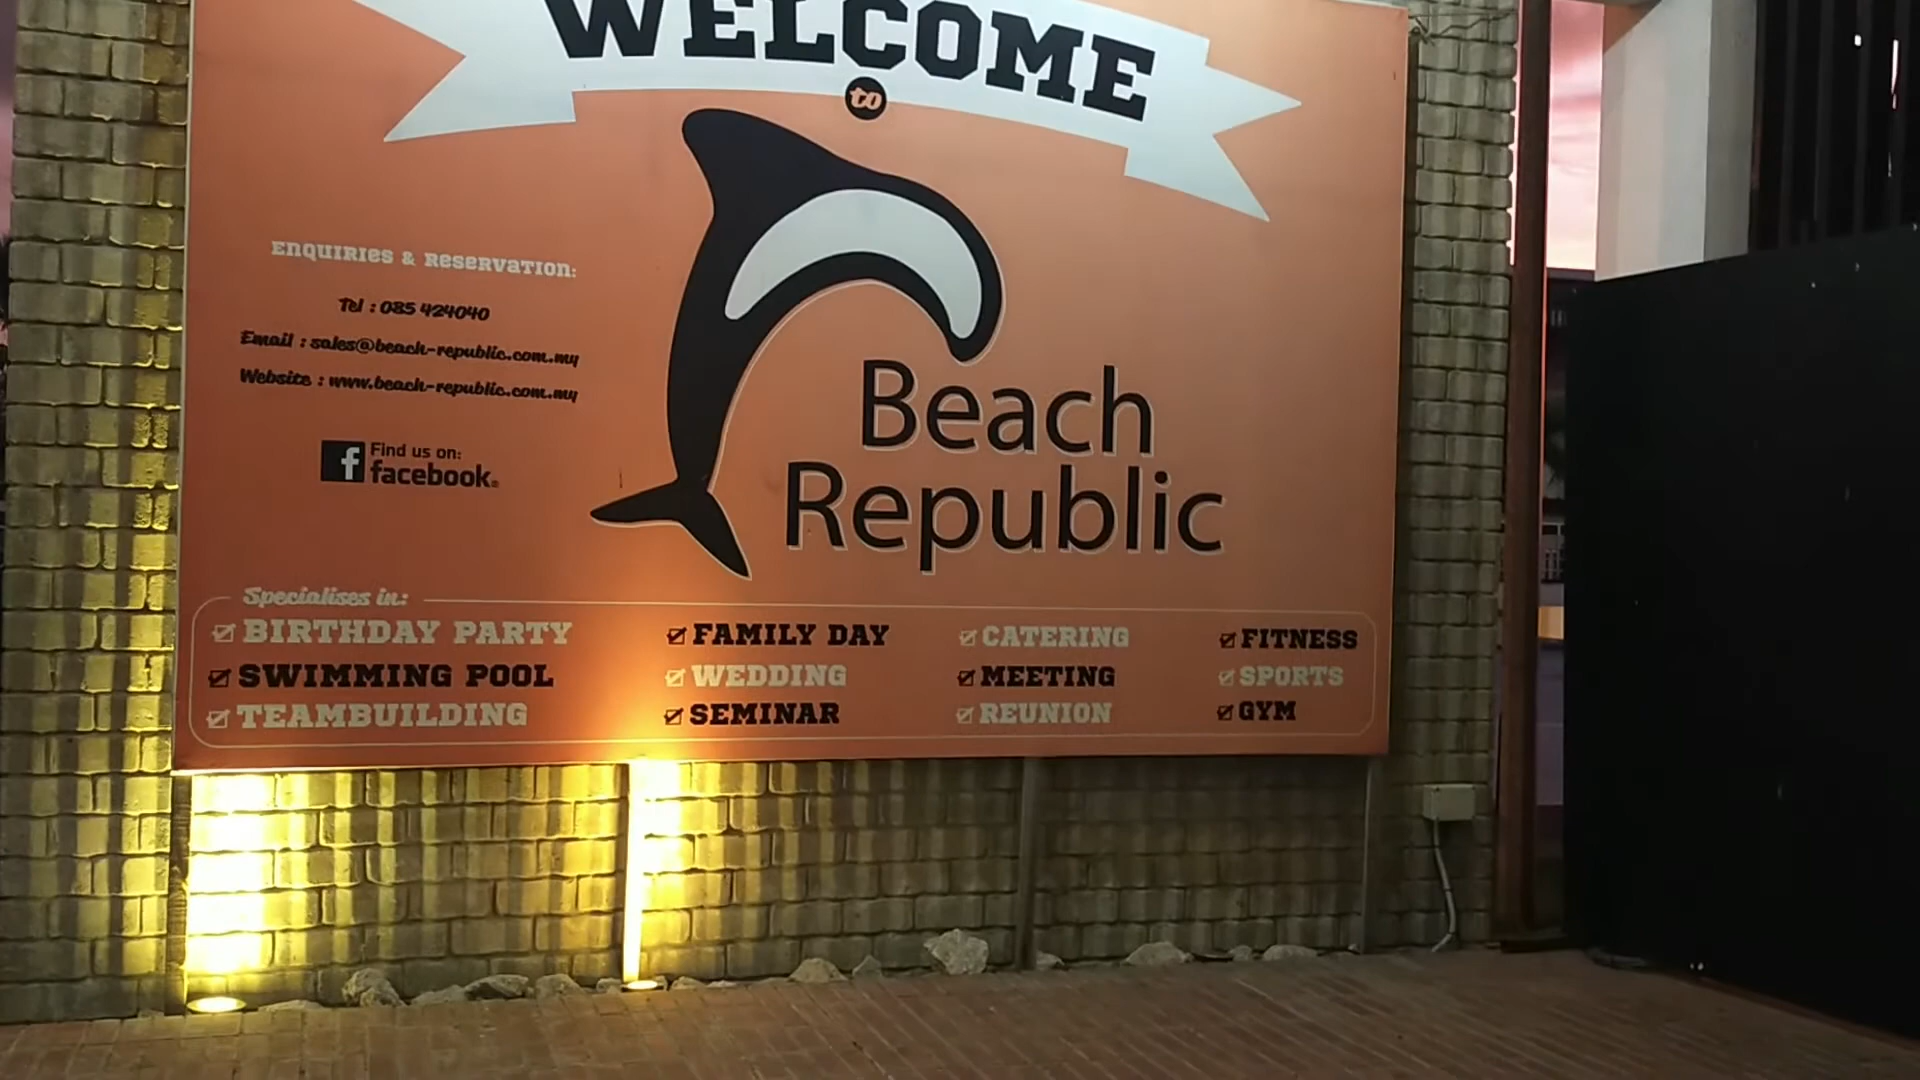 WELCOME
to
ENQUIRIES & RESERVATION:
Tel : 085 424040
Email : sales@beach-republic.com.my
Website : www.beach-republic.com.my
f Find us on:
facebook
Beach
Republic
Specialises in:
BIRTHDAY PARTY FAMILY DAY CATERING FITNESS
SWIMMING POOL WEDDING MEETING SPORTS
TEAMBUILDING SEMINAR REUNION GYM